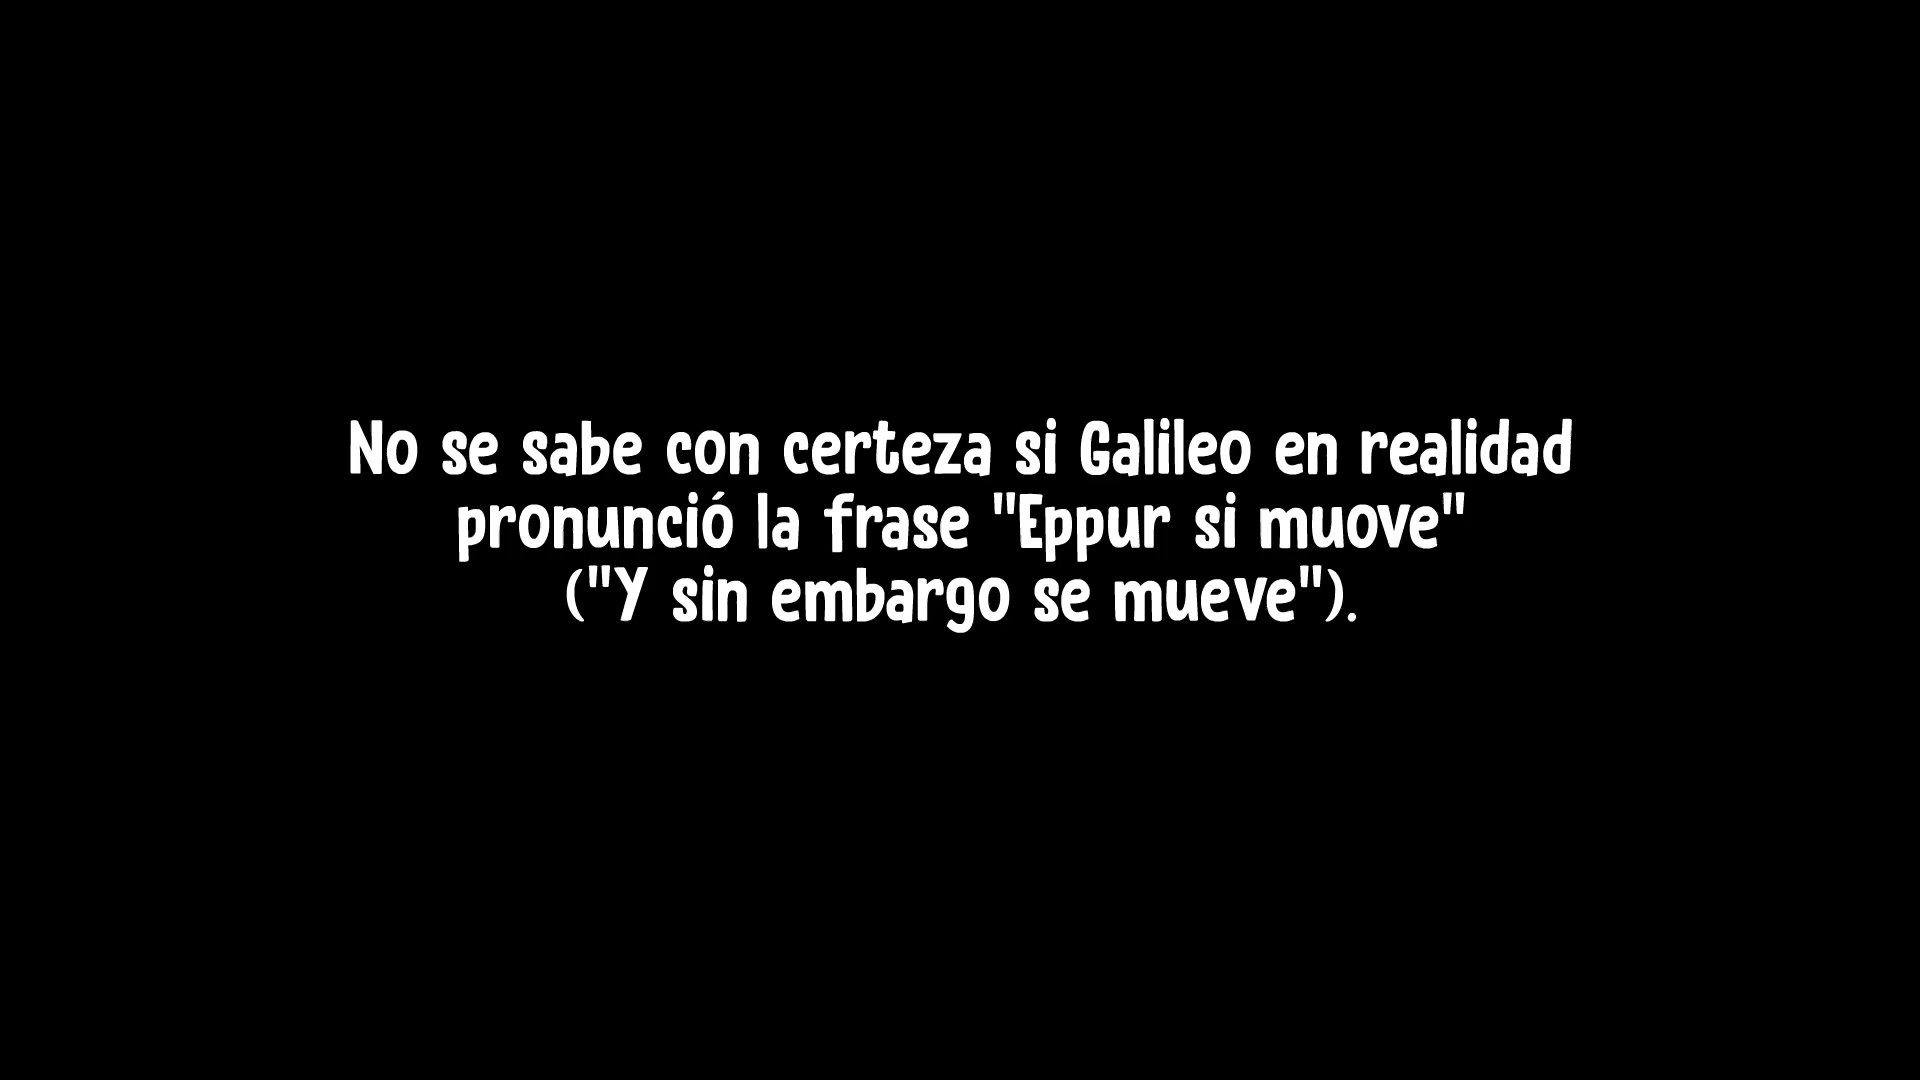 No se sabe con certeza si Galileo en realidad
pronunció la frase "Eppur si muove"
("Y sin embargo se mueve").